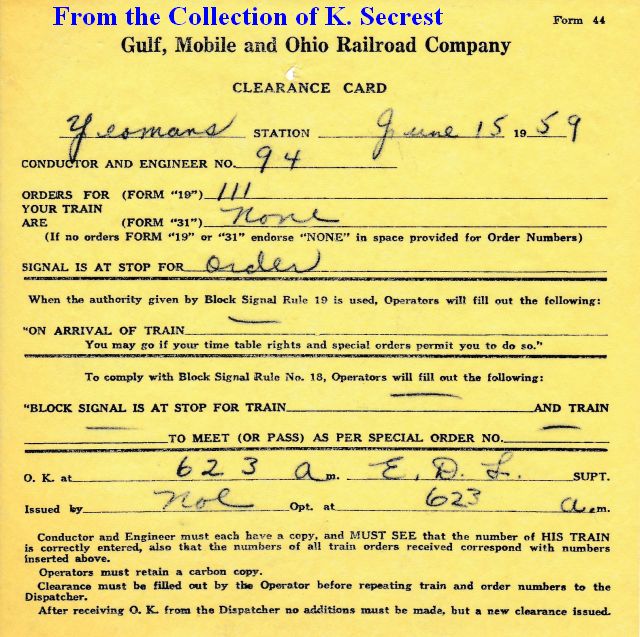 From the Collection of K. Secrest
Form 44
Gulf, Mobile and Ohio Railroad Company
CLEARANCE CARD
Yeomans STATION June 15 1959
CONDUCTOR AND ENGINEER NO. 94
ORDERS FOR (FORM "19") 111
YOUR TRAIN
ARE (FORM "31") None
(If no orders FORM "19" or "31" endorse "NONE" in space provided for Order Numbers)
SIGNAL IS AT STOP FOR order
When the authority given by Block Signal Rule 19 is used, Operators will fill out the following:
"ON ARRIVAL OF TRAIN
You may go if your time table rights and special orders permit you to do so."
To comply with Block Signal Rule No. 18, Operators will fill out the following:
"BLOCK SIGNAL IS AT STOP FOR TRAIN AND TRAIN
TO MEET (OR PASS) AS PER SPECIAL ORDER NO.
O. K. at 623 a m. E. D. L. SUPT.
Issued by Nol Opt. at 623 a.m.
Conductor and Engineer must each have a copy, and MUST SEE that the number of HIS TRAIN
is correctly entered, also that the numbers of all train orders received correspond with numbers
inserted above.
Operators must retain a carbon copy.
Clearance must be filled out by the Operator before repeating train and order numbers to the
Dispatcher.
After receiving O. K. from the Dispatcher no additions must be made, but a new clearance issued.